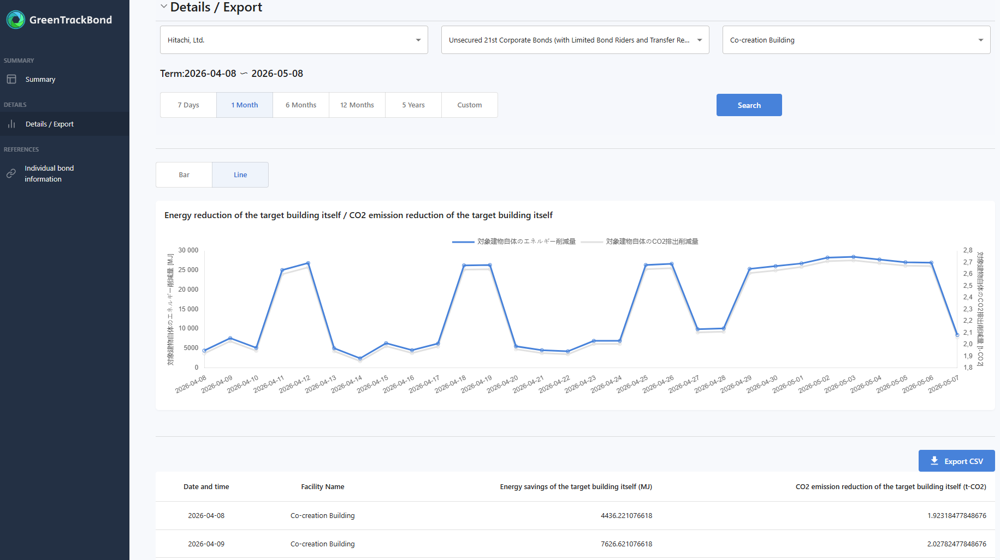 GreenTrackBond
SUMMARY
Summary
DETAILS
Details / Export
REFERENCES
Individual bond
information
Details / Export
Hitachi, Ltd.
Unsecured 21st Corporate Bonds (with Limited Bond Riders and Transfer Re...
Co-creation Building
Term:2026-04-08 〜 2026-05-08
7 Days
1 Month
6 Months
12 Months
5 Years
Custom
Search
Bar
Line
Energy reduction of the target building itself / CO2 emission reduction of the target building itself
対象建物自体のエネルギー削減量
対象建物自体のCO2排出削減量
対象建物自体のエネルギー削減量 [MJ]
30 000
25 000
20 000
15 000
10 000
5000
0
2,8
2,7
2,6
2,5
2,4
2,3
2,2
2,1
2,0
1,9
1,8
対象建物自体のCO2排出削減量 [t-CO2]
2026-04-08
2026-04-09
2026-04-10
2026-04-11
2026-04-12
2026-04-13
2026-04-14
2026-04-15
2026-04-16
2026-04-17
2026-04-18
2026-04-19
2026-04-20
2026-04-21
2026-04-22
2026-04-23
2026-04-24
2026-04-25
2026-04-26
2026-04-27
2026-04-28
2026-04-29
2026-04-30
2026-05-01
2026-05-02
2026-05-03
2026-05-04
2026-05-05
2026-05-06
2026-05-07
Export CSV
Date and time Facility Name Energy savings of the target building itself (MJ) CO2 emission reduction of the target building itself (t-CO2)
2026-04-08 Co-creation Building 4436.221076618 1.92318477848676
2026-04-09 Co-creation Building 7626.621076618 2.02782477848676